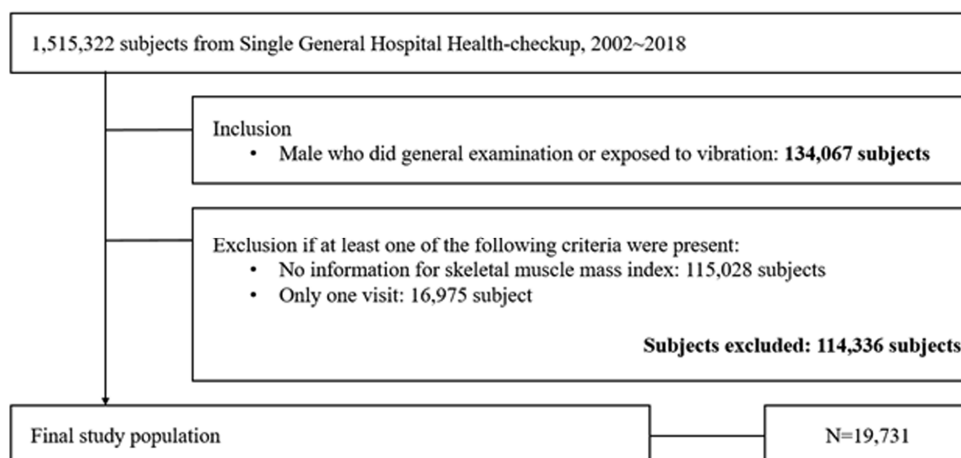 1,515,322 subjects from Single General Hospital Health-checkup, 2002~2018
Inclusion
• Male who did general examination or exposed to vibration: 134,067 subjects
Exclusion if at least one of the following criteria were present:
• No information for skeletal muscle mass index: 115,028 subjects
• Only one visit: 16,975 subject
Subjects excluded: 114,336 subjects
Final study population
N=19,731